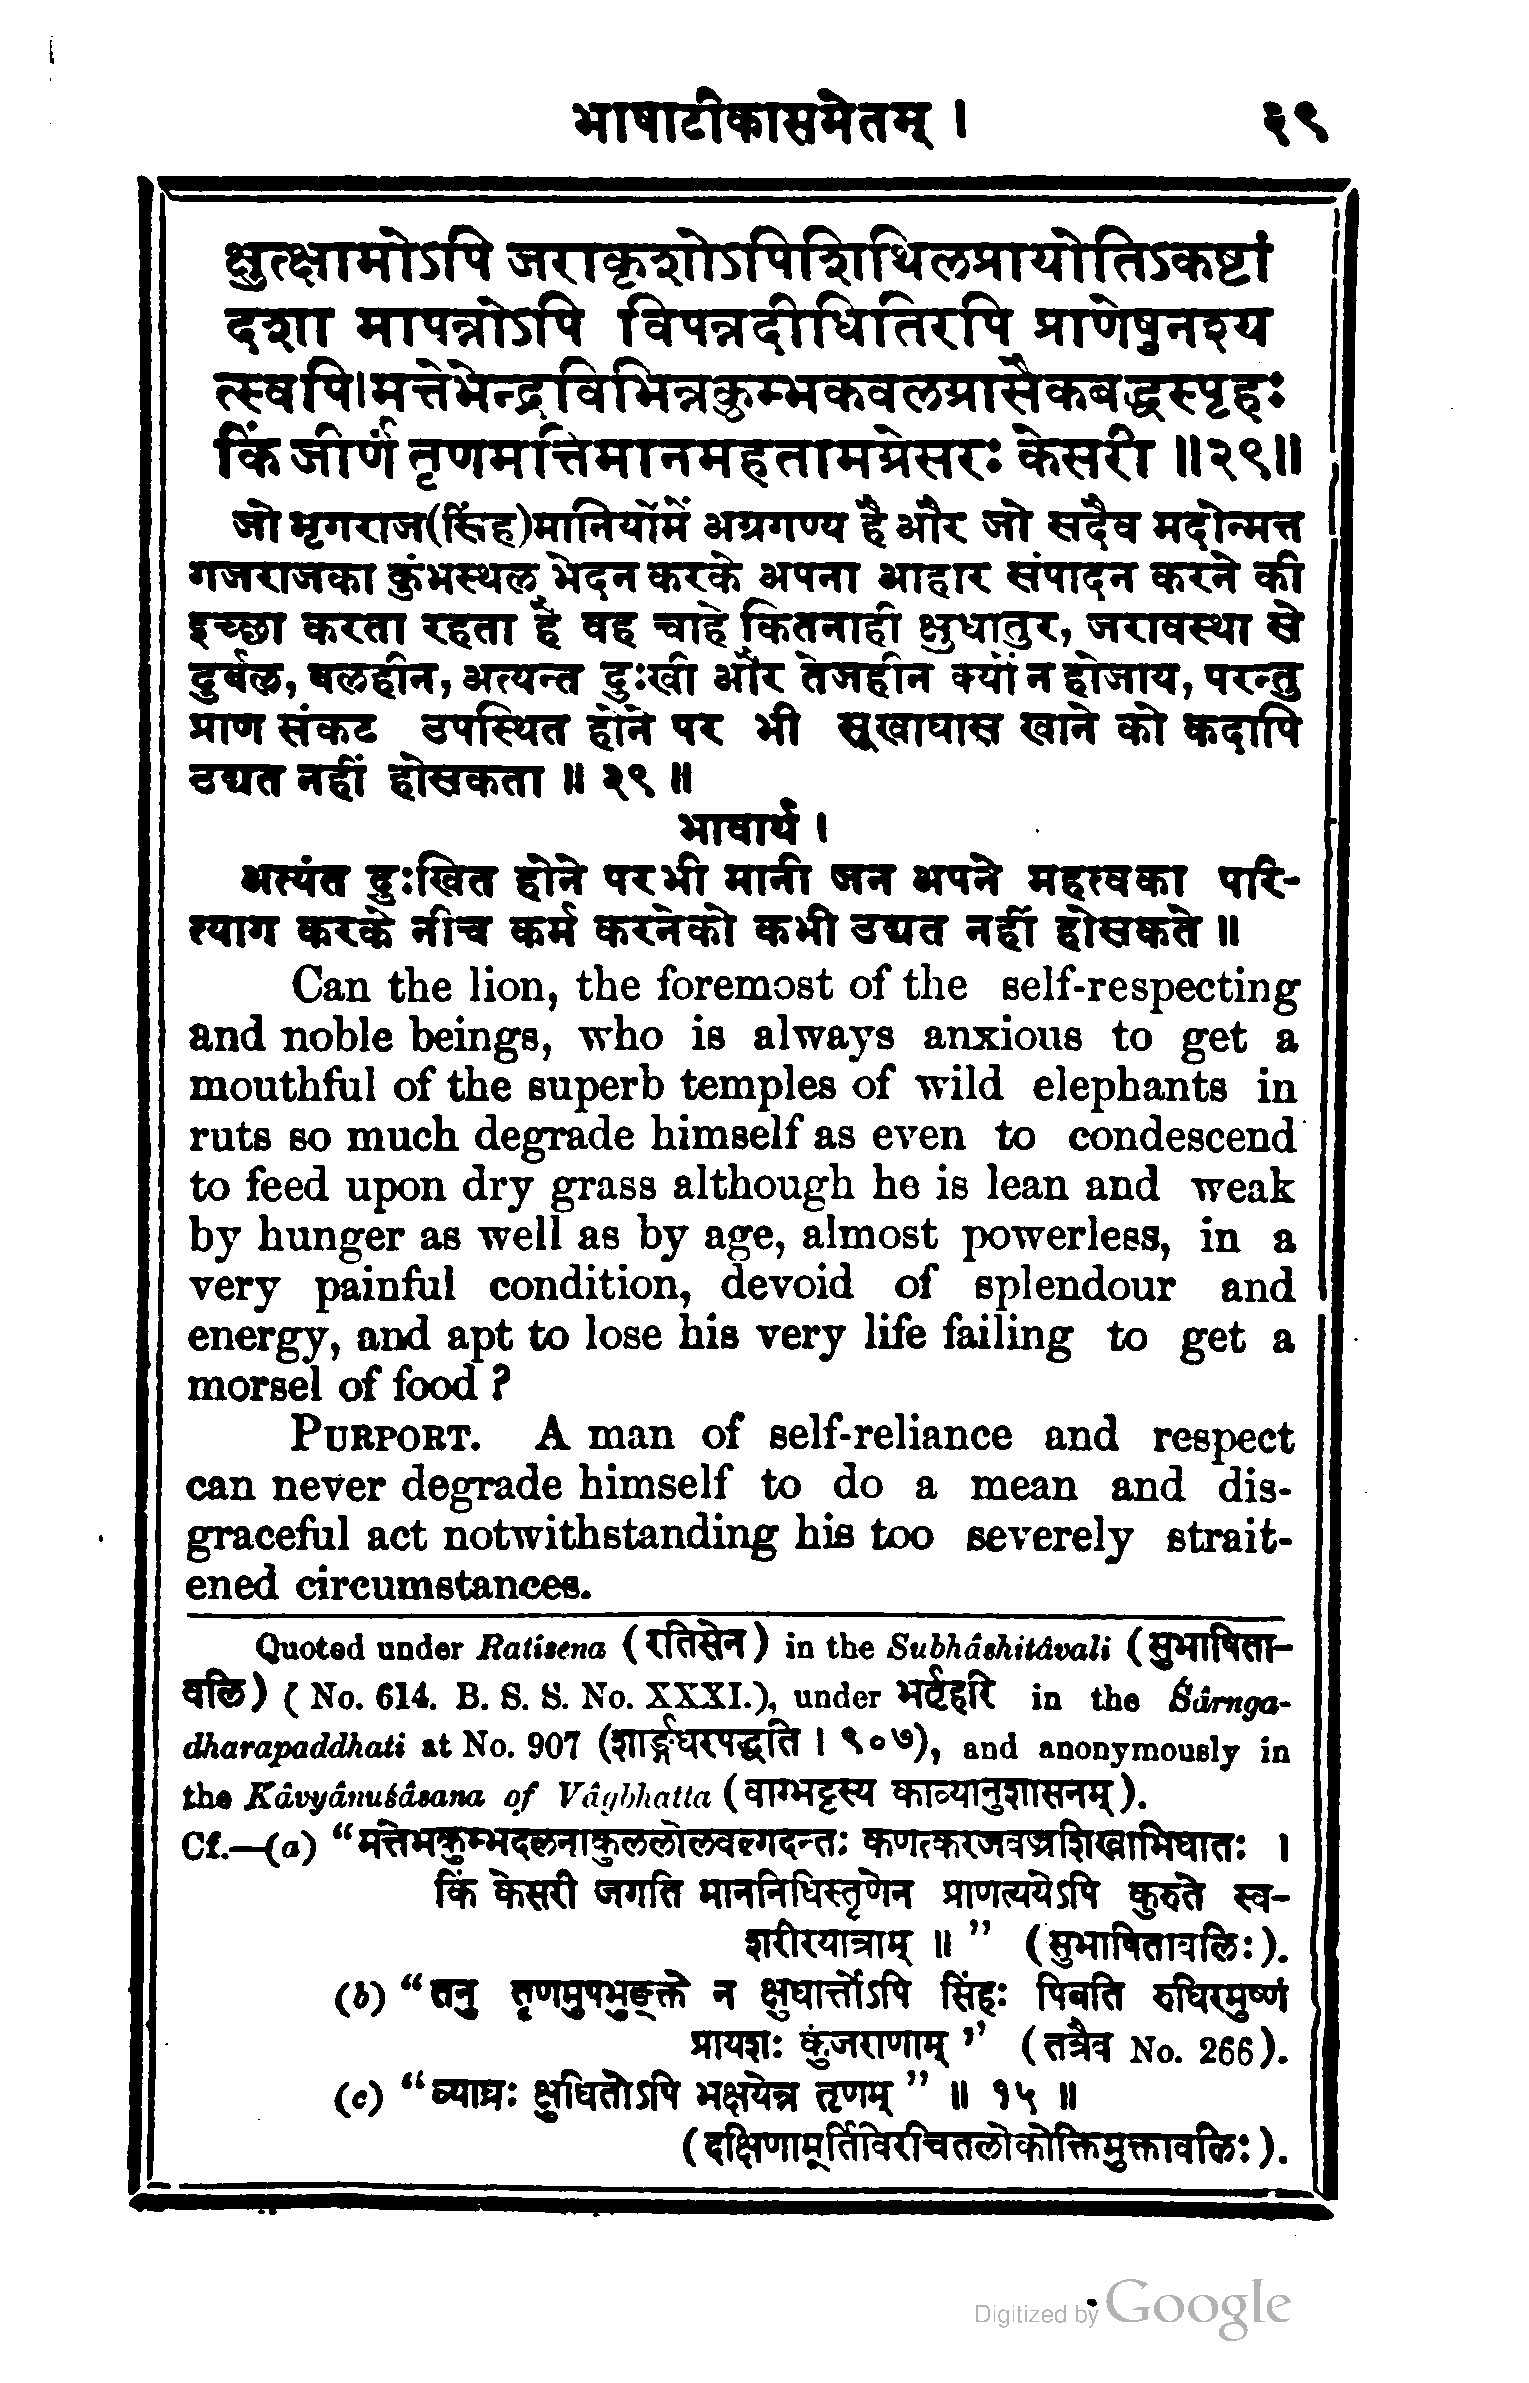 भाषाटीकासमेतम् । ३९
क्षुत्क्षामोऽपि जराकृशोऽपिशिथिलप्रायोतिऽकष्टां
दशा मापन्नोऽपि विपन्नदीधितिरपि प्राणेषुनश्य
त्स्वपि।मत्तेभेन्द्रविभिन्नकुम्भकवलग्रासैकबद्धस्पृहः
किं जीर्णं तृणमत्तिमानमहतामग्रेसरः केसरी ॥२९॥
जो मृगराज(सिंह)मानियोंमें अग्रगण्य है और जो सदैव मदोन्मत्त
गजराजका कुंभस्थल भेदन करके अपना आहार संपादन करने की
इच्छा करता रहता है वह चाहे कितनाही क्षुधातुर, जरावस्था से
दुर्बल, बलहीन, अत्यन्त दुःखी और तेजहीन क्यों न होजाय, परन्तु
प्राण संकट उपस्थित होने पर भी सूखाघास खाने को कदापि
उद्यत नहीं होसकता ॥ २९ ॥
भावार्थ ।
अत्यंत दुःखित होने परभी मानी जन अपने महत्वका परि-
त्याग करके नीच कर्म करनेको कभी उद्यत नहीं होसकते ॥
Can the lion, the foremost of the self-respecting
and noble beings, who is always anxious to get a
mouthful of the superb temples of wild elephants in
ruts so much degrade himself as even to condescend
to feed upon dry grass although he is lean and weak
by hunger as well as by age, almost powerless, in a
very painful condition, devoid of splendour and
energy, and apt to lose his very life failing to get a
morsel of food ?
PURPORT. A man of self-reliance and respect
can never degrade himself to do a mean and dis-
graceful act notwithstanding his too severely strait-
ened circumstances.
Quoted under Ratisena (रतिसेन) in the Subhâshitâvali (सुभाषिता-
वलि) ( No. 614. B. S. S. No. XXXI.), under भर्तृहरि in the Śârnga-
dharapaddhati at No. 907 (शार्ङ्गधरपद्धति । ९०७), and anonymously in
the Kâvyânuśâsana of Vâgbhatta (वाग्भट्टस्य काव्यानुशासनम्).
Cf.—(a) “मत्तेभकुम्भदलनाकुललोलवल्गदन्तः कणत्करजवज्रशिखाभिघातः ।
किं केसरी जगति माननिधिस्तृणेन प्राणत्ययेऽपि कुरुते स्व-
शरीरयात्राम् ॥ ” (सुभाषितावलिः).
(b) “तनु तृणमुपभुङ्क्ते न क्षुधार्त्तोऽपि सिंहः पिबति रुधिरमुष्णं
प्रायशः कुंजराणाम् ” (तत्रैव No. 266).
(c) “व्याघ्रः क्षुधितोऽपि भक्षयेन्न तृणम् ” ॥ १५ ॥
(दक्षिणामूर्तिविरचितलोकोक्तिमुक्तावलिः).
Digitized by Google